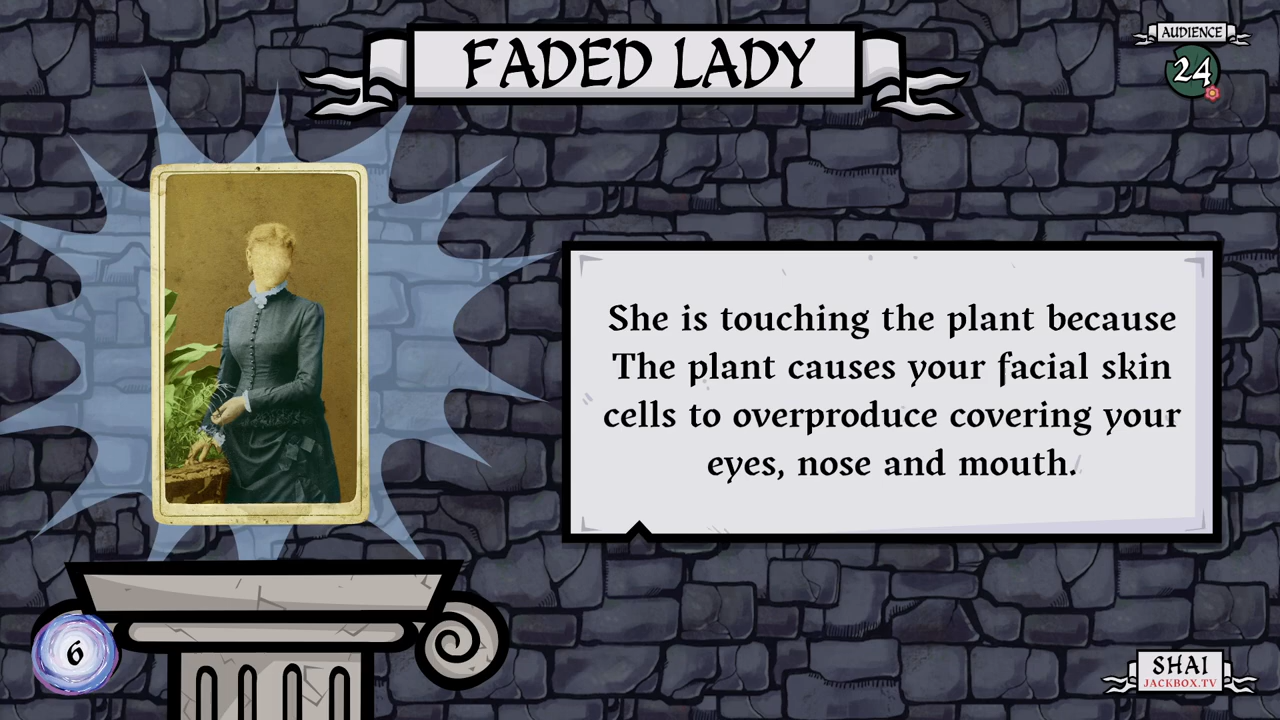 FADED LADY
AUDIENCE
24
She is touching the plant because
The plant causes your facial skin
cells to overproduce covering your
eyes, nose and mouth.
6
SHAI
JACKBOX.TV